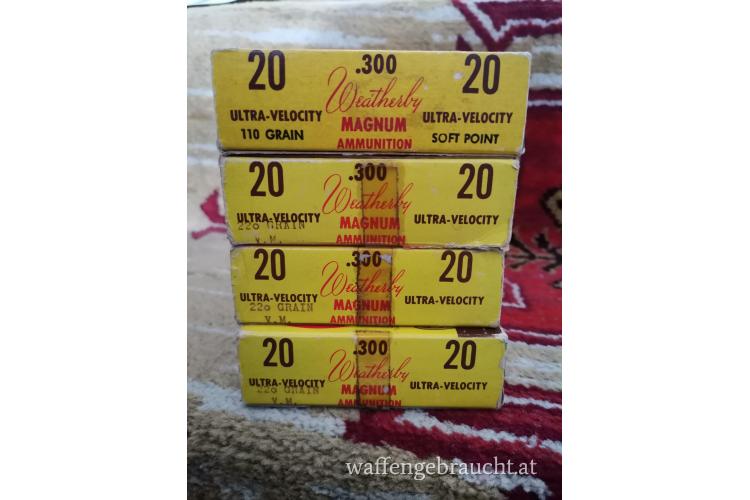 20 .300 20
Weatherby
ULTRA-VELOCITY ULTRA-VELOCITY
110 GRAIN MAGNUM SOFT POINT
AMMUNITION
20 .300 20
Weatherby
ULTRA-VELOCITY MAGNUM ULTRA-VELOCITY
220 GRAIN
V.M. AMMUNITION
20 .300 20
Weatherby
ULTRA-VELOCITY MAGNUM ULTRA-VELOCITY
220 GRAIN
V.M. AMMUNITION
20 .300 20
Weatherby
ULTRA-VELOCITY MAGNUM ULTRA-VELOCITY
220 GRAIN
V.M. AMMUNITION
waffengebraucht.at